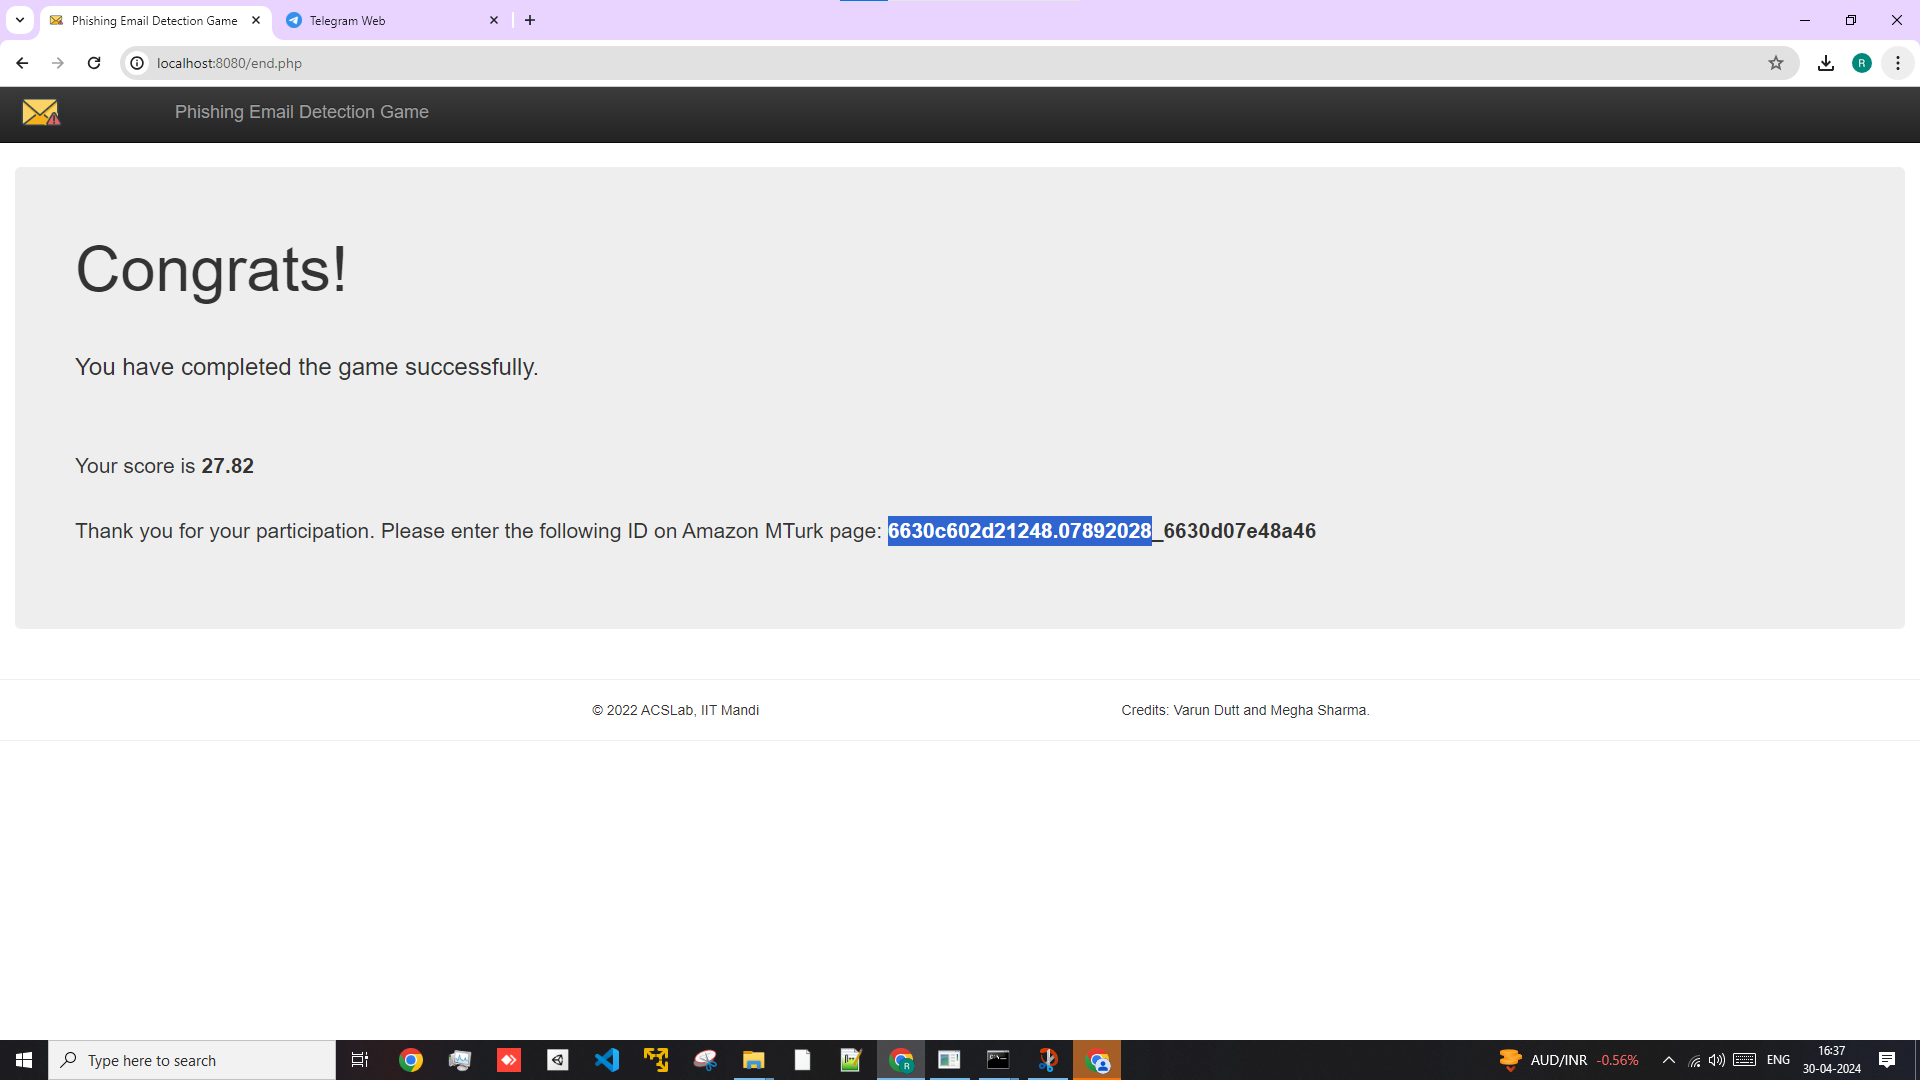 Phishing Email Detection Game
Telegram Web
localhost:8080/end.php
R
Phishing Email Detection Game
Congrats!
You have completed the game successfully.
Your score is 27.82
Thank you for your participation. Please enter the following ID on Amazon MTurk page: 6630c602d21248.07892028_6630d07e48a46
© 2022 ACSLab, IIT Mandi
Credits: Varun Dutt and Megha Sharma.
Type here to search
R
AUD/INR -0.56%
ENG
16:37
30-04-2024